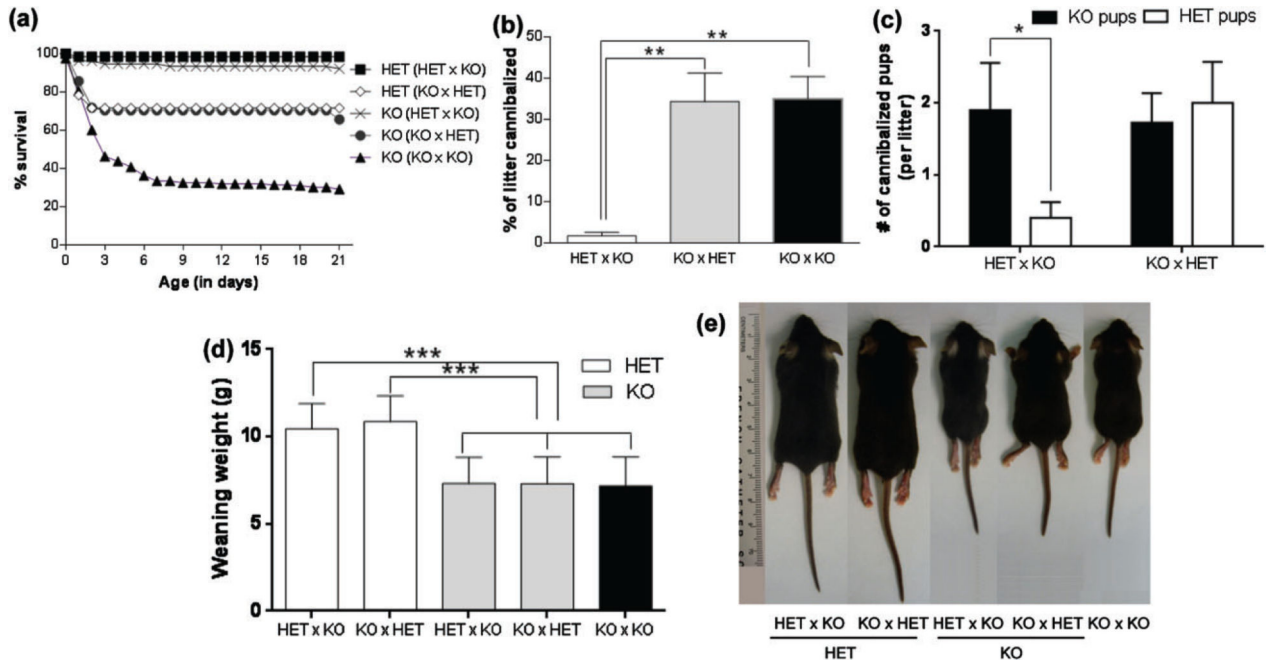 (a)
% survival
100
80
60
40
20
0
0 3 6 9 12 15 18 21
Age (in days)
HET (HET x KO)
HET (KO x HET)
KO (HET x KO)
KO (KO x HET)
KO (KO x KO)
(b)
% of litter cannibalized
50
40
30
20
10
0
**
**
HET x KO KO x HET KO x KO
(c)
KO pups HET pups
# of cannibalized pups
(per litter)
3
2
1
0
*
HET x KO KO x HET
(d)
Weaning weight (g)
15
10
5
0
***
***
HET
KO
HET x KO KO x HET HET x KO KO x HET KO x KO
(e)
HET x KO KO x HET HET x KO KO x HET KO x KO
HET KO